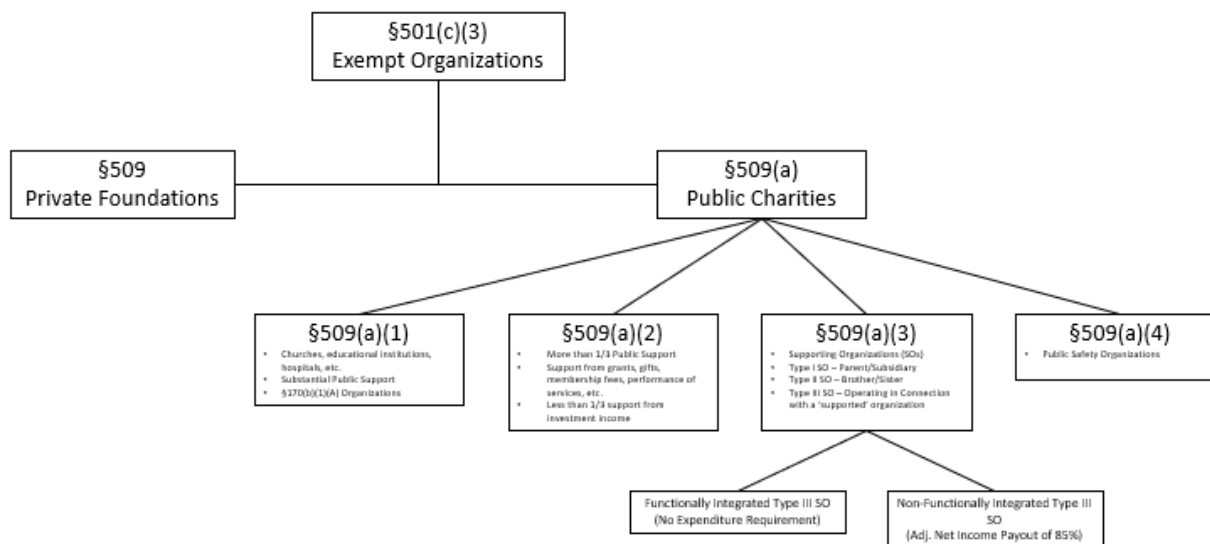 §501(c)(3)
Exempt Organizations
§509
Private Foundations
§509(a)
Public Charities
§509(a)(1)
• Churches, educational institutions,
hospitals, etc.
• Substantial Public Support
• §170(b)(1)(A) Organizations
§509(a)(2)
• More than 1/3 Public Support
• Support from grants, gifts,
membership fees, performance of
services, etc.
• Less than 1/3 support from
investment income
§509(a)(3)
• Supporting Organizations (SOs)
• Type I SO – Parent/Subsidiary
• Type II SO – Brother/Sister
• Type III SO – Operating in Connection
with a 'supported' organization
§509(a)(4)
• Public Safety Organizations
Functionally Integrated Type III SO
(No Expenditure Requirement)
Non-Functionally Integrated Type III
SO
(Adj. Net Income Payout of 85%)